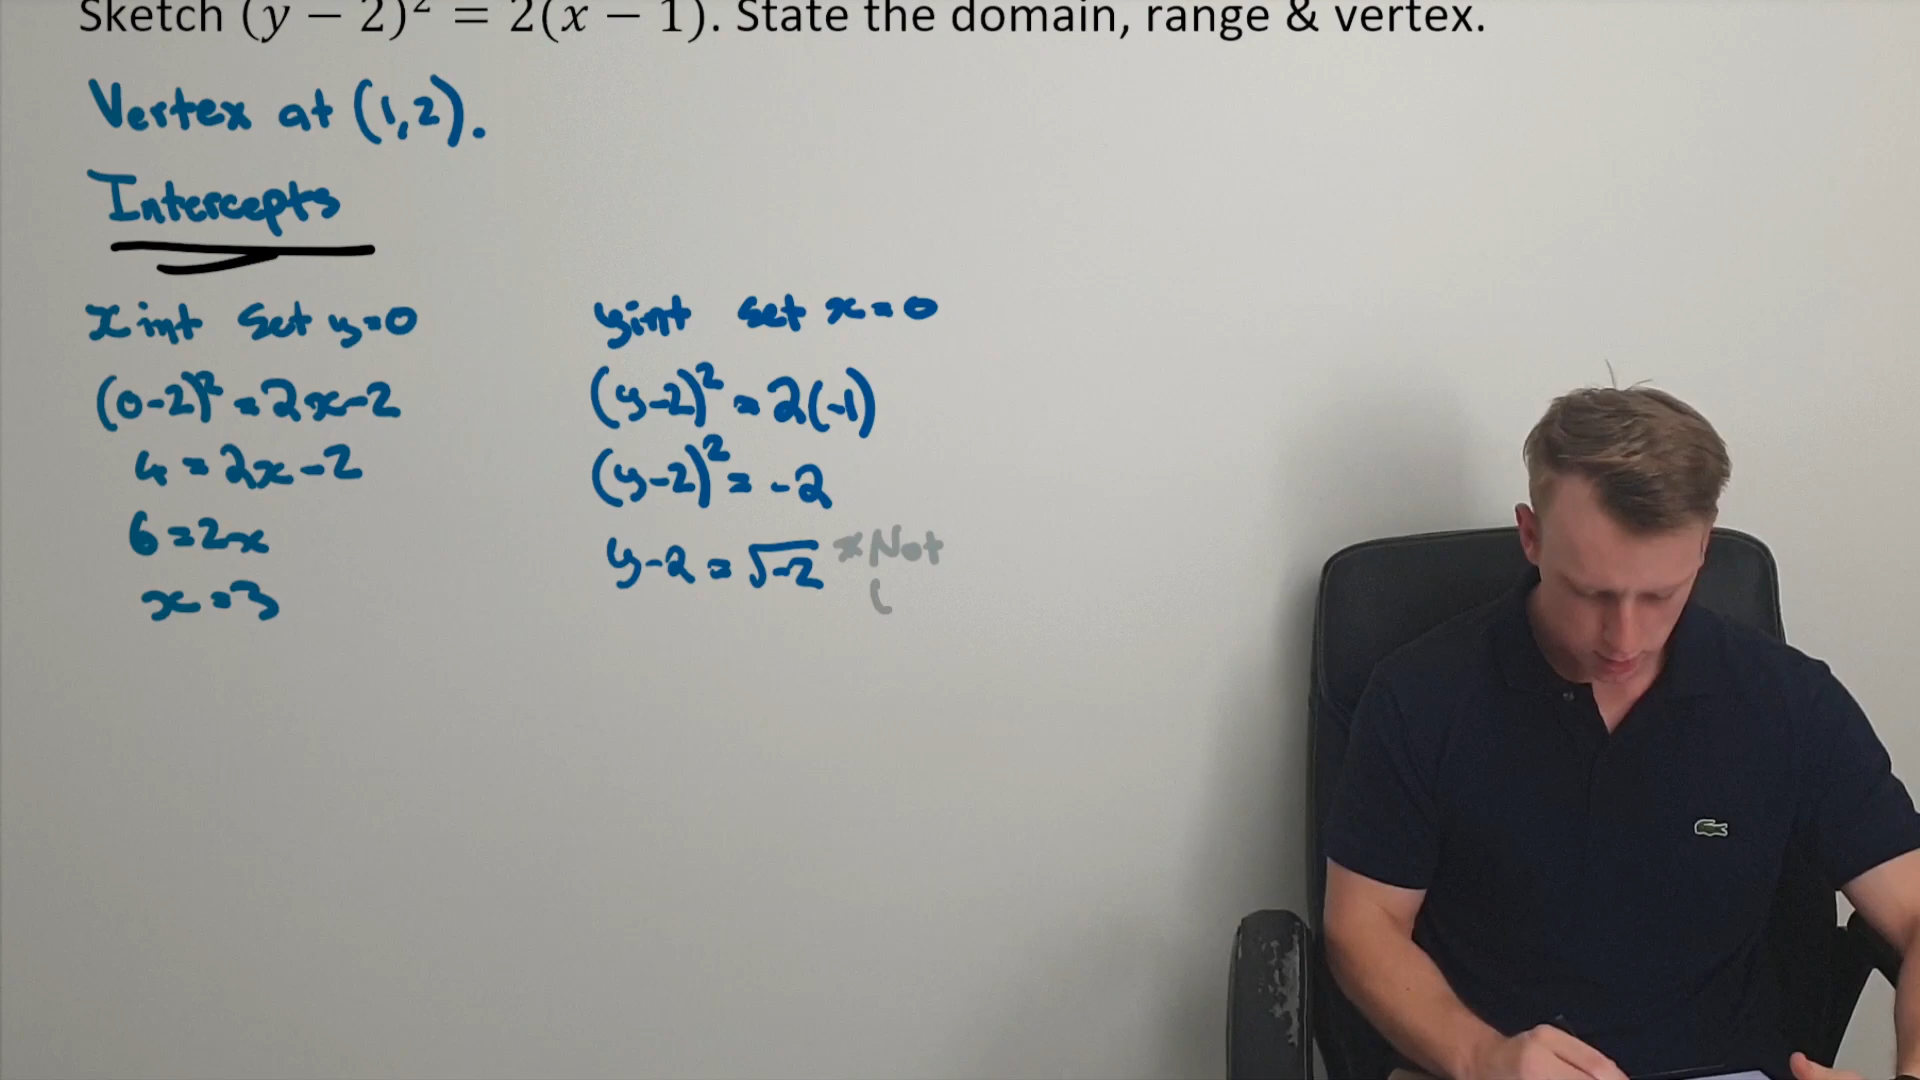 Sketch (y − 2)² = 2(x − 1). State the domain, range & vertex.
Vertex at (1,2).
Intercepts
x int set y=0
(0-2)² = 2x-2
4 = 2x-2
6=2x
x=3
yint set x=0
(y-2)² = 2(-1)
(y-2)² = -2
y-2 = √-2 * Not